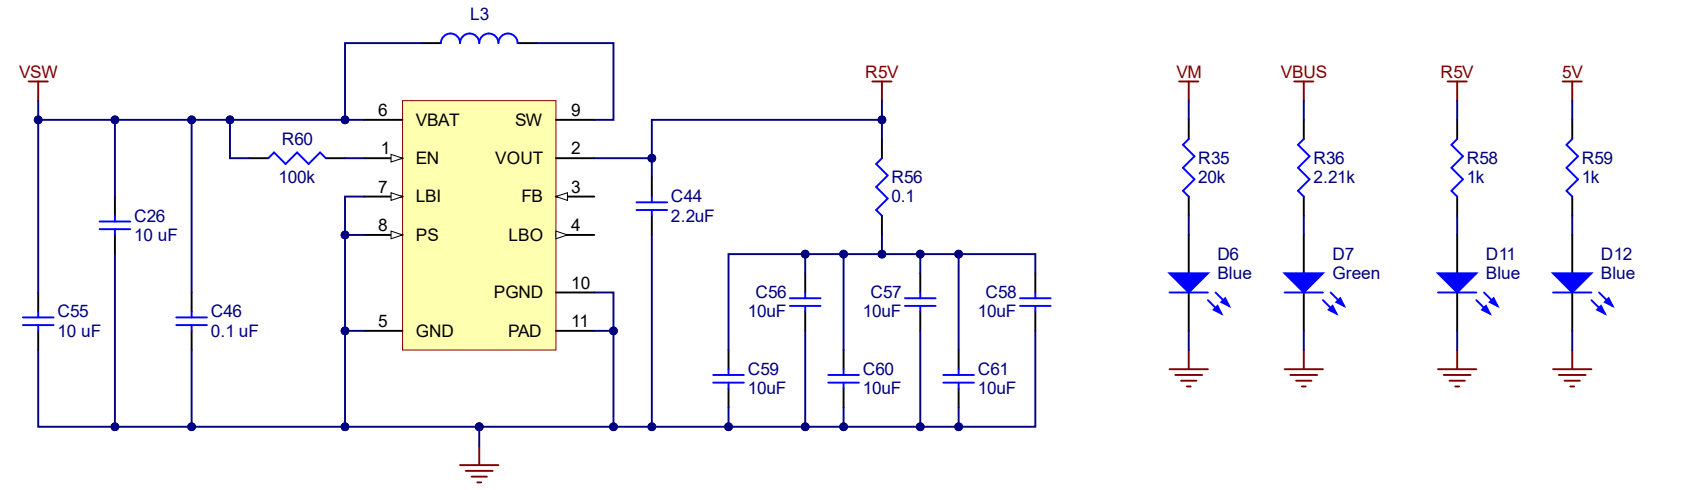 L3
VSW
R5V
VM
VBUS
R5V
5V
6
VBAT
SW
9
R60
100k
1
EN
VOUT
2
7
LBI
FB
3
8
PS
LBO
4
PGND
10
5
GND
PAD
11
C26
10 uF
C55
10 uF
C46
0.1 uF
C44
2.2uF
R56
0.1
C56
10uF
C57
10uF
C58
10uF
C59
10uF
C60
10uF
C61
10uF
R35
20k
R36
2.21k
R58
1k
R59
1k
D6
Blue
D7
Green
D11
Blue
D12
Blue